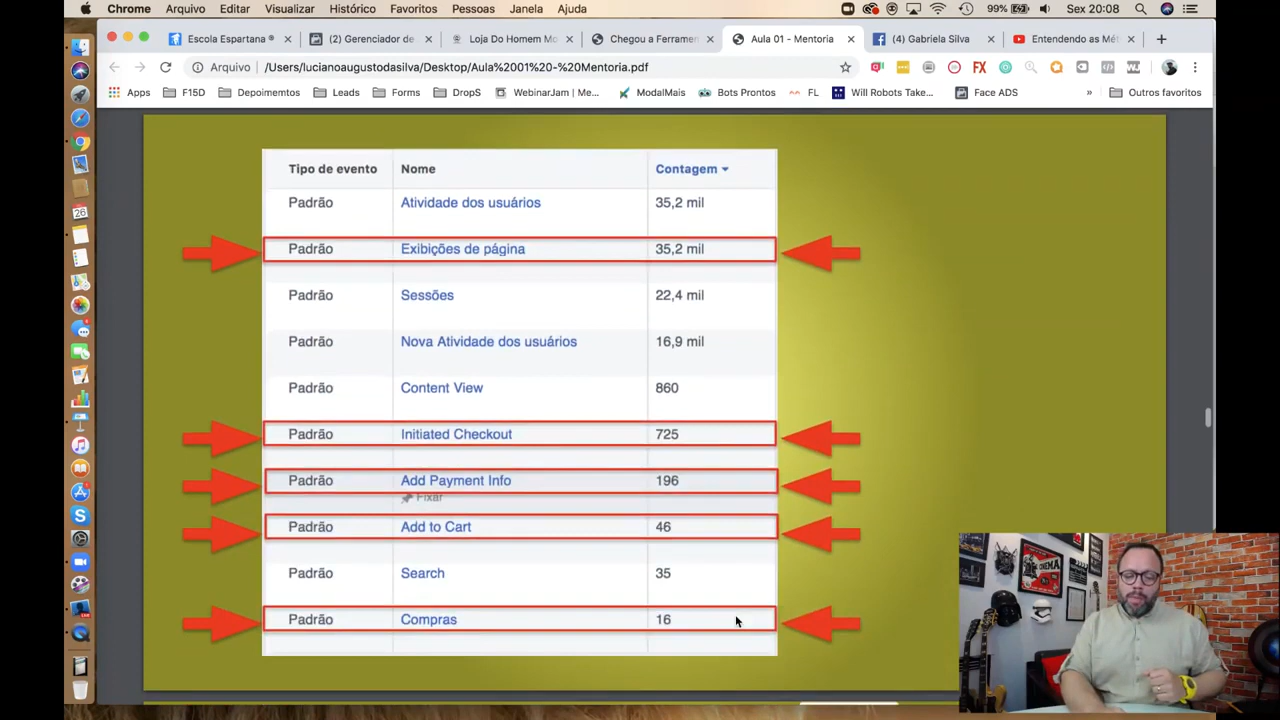 Chrome Arquivo Editar Visualizar Histórico Favoritos Pessoas Janela Ajuda 99% Sex 20:08
Escola Espartana ® (2) Gerenciador de Loja Do Homem Mo Chegou a Ferramen Aula 01 - Mentoria (4) Gabriela Silva Entendendo as Mét
Arquivo /Users/lucianoaugustodasilva/Desktop/Aula%2001%20-%20Mentoria.pdf
Apps F15D Depoimemtos Leads Forms DropS WebinarJam | Me... ModalMais Bots Prontos FL Will Robots Take... Face ADS » Outros favoritos
Tipo de evento Nome Contagem
Padrão Atividade dos usuários 35,2 mil
Padrão Exibições de página 35,2 mil
Padrão Sessões 22,4 mil
Padrão Nova Atividade dos usuários 16,9 mil
Padrão Content View 860
Padrão Initiated Checkout 725
Padrão Add Payment Info 196
Fixar
Padrão Add to Cart 46
Padrão Search 35
Padrão Compras 16